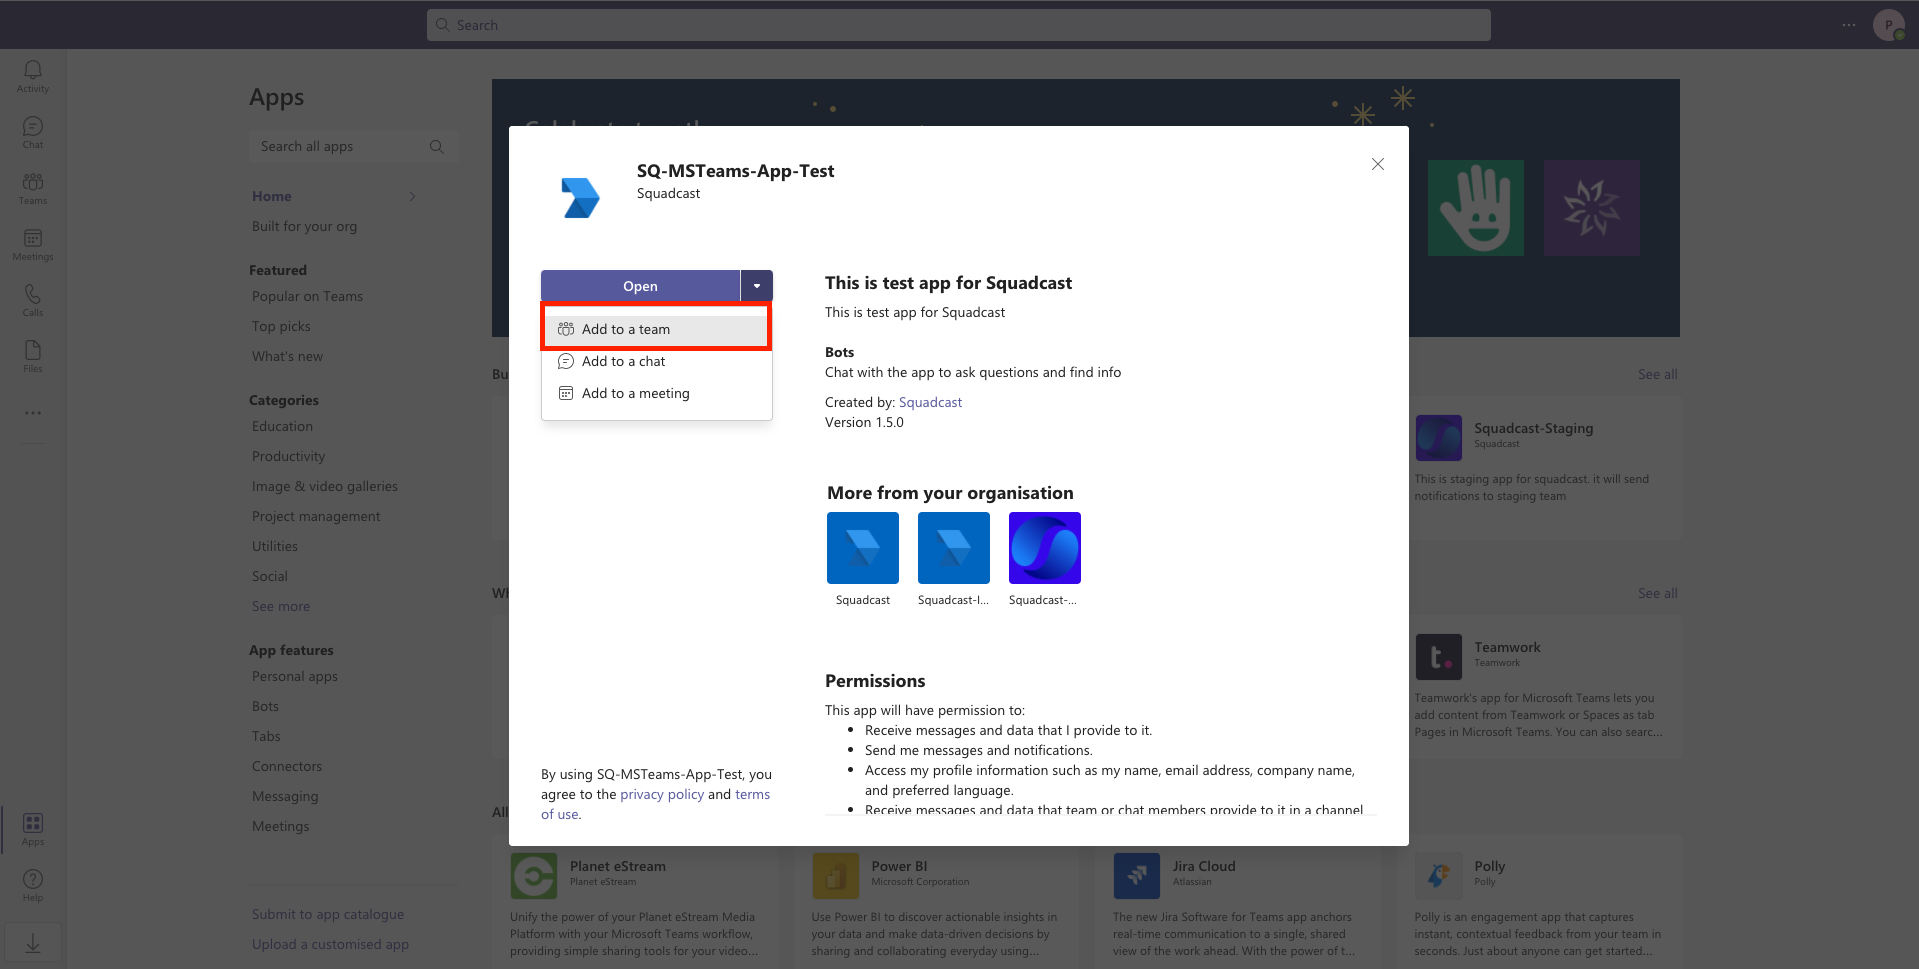 Search
P
Activity
Chat
Teams
Meetings
Calls
Files
Apps
Help
Apps
Search all apps
Home
Built for your org
Featured
Popular on Teams
Top picks
What's new
Categories
Education
Productivity
Image & video galleries
Project management
Utilities
Social
See more
App features
Personal apps
Bots
Tabs
Connectors
Messaging
Meetings
Submit to app catalogue
Upload a customised app
SQ-MSTeams-App-Test
Squadcast
Open
Add to a team
Add to a chat
Add to a meeting
By using SQ-MSTeams-App-Test, you
agree to the privacy policy and terms
of use.
This is test app for Squadcast
This is test app for Squadcast
Bots
Chat with the app to ask questions and find info
Created by: Squadcast
Version 1.5.0
More from your organisation
Squadcast
Squadcast-I...
Squadcast-...
Permissions
This app will have permission to:
Receive messages and data that I provide to it.
Send me messages and notifications.
Access my profile information such as my name, email address, company name,
and preferred language.
Receive messages and data that team or chat members provide to it in a channel
Bu
See all
Squadcast-Staging
Squadcast
This is staging app for squadcast. it will send
notifications to staging team
Wh
See all
Teamwork
Teamwork
Teamwork's app for Microsoft Teams lets you
add content from Teamwork or Spaces as tab
Pages in Microsoft Teams. You can also searc...
All
Planet eStream
Planet eStream
Unify the power of your Planet eStream Media
Platform with your Microsoft Teams workflow,
providing simple sharing tools for your video...
Power BI
Microsoft Corporation
Use Power BI to discover actionable insights in
your data and make data-driven decisions by
sharing and collaborating everyday using...
Jira Cloud
Atlassian
The new Jira Software for Teams app anchors
real-time communication to a single, shared
view of the work ahead. With the power of t...
Polly
Polly
Polly is an engagement app that captures
instant, contextual feedback from your team in
seconds. Just about anyone can get started...